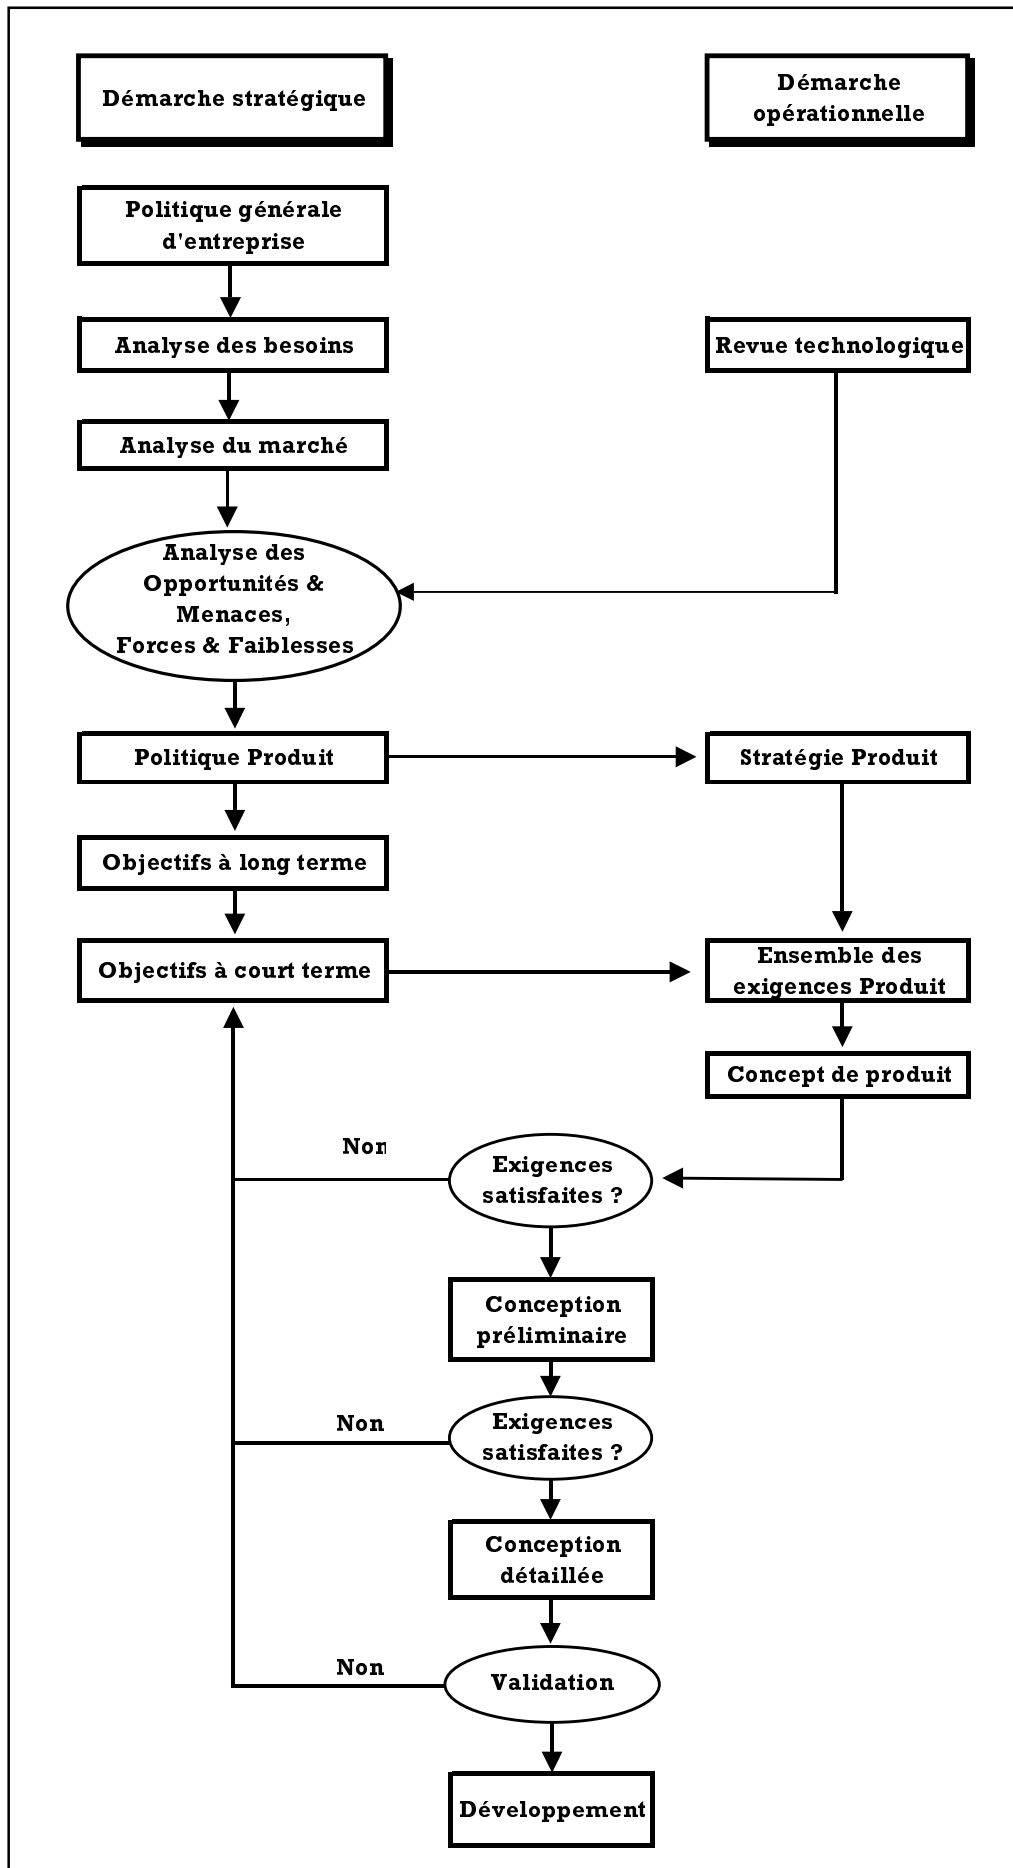 Démarche stratégique
Démarche
opérationnelle
Politique générale
d'entreprise
Analyse des besoins
Revue technologique
Analyse du marché
Analyse des
Opportunités &
Menaces,
Forces & Faiblesses
Politique Produit
Stratégie Produit
Objectifs à long terme
Objectifs à court terme
Ensemble des
exigences Produit
Concept de produit
Non
Exigences
satisfaites ?
Conception
préliminaire
Non
Exigences
satisfaites ?
Conception
détaillée
Non
Validation
Développement